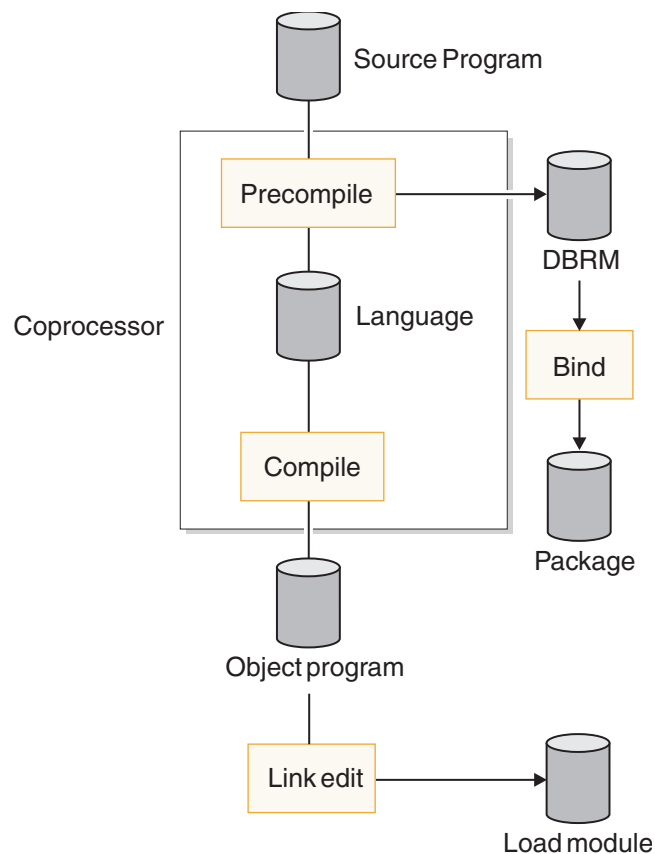 Source Program
Precompile
DBRM
Language
Coprocessor
Bind
Compile
Package
Object program
Link edit
Load module